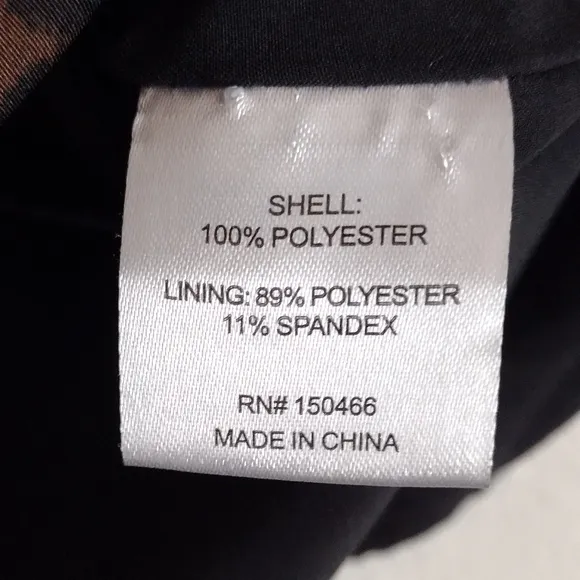 SHELL:
100% POLYESTER
LINING: 89% POLYESTER
11% SPANDEX
RN# 150466
MADE IN CHINA